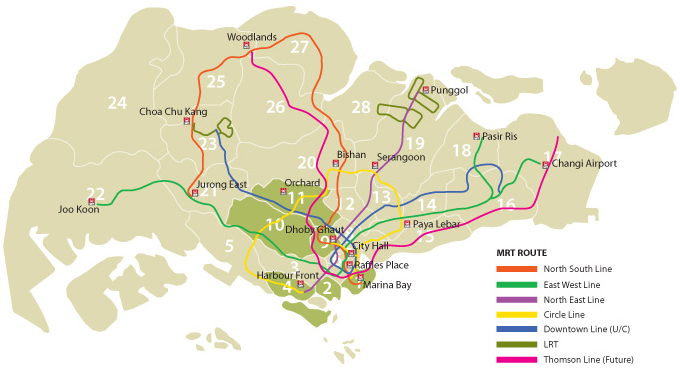 Woodlands
27
25
24
26
28
Punggol
Choa Chu Kang
23
19
18
Pasir Ris
17
Bishan
Serangoon
20
Changi Airport
Orchard
11
Jurong East
21
22
Joo Koon
13
14
16
12
10
Dhoby Ghaut
9
Paya Lebar
15
5
City Hall
3
Raffles Place
Harbour Front
4
2
1
Marina Bay
MRT ROUTE
North South Line
East West Line
North East Line
Circle Line
Downtown Line (U/C)
LRT
Thomson Line (Future)